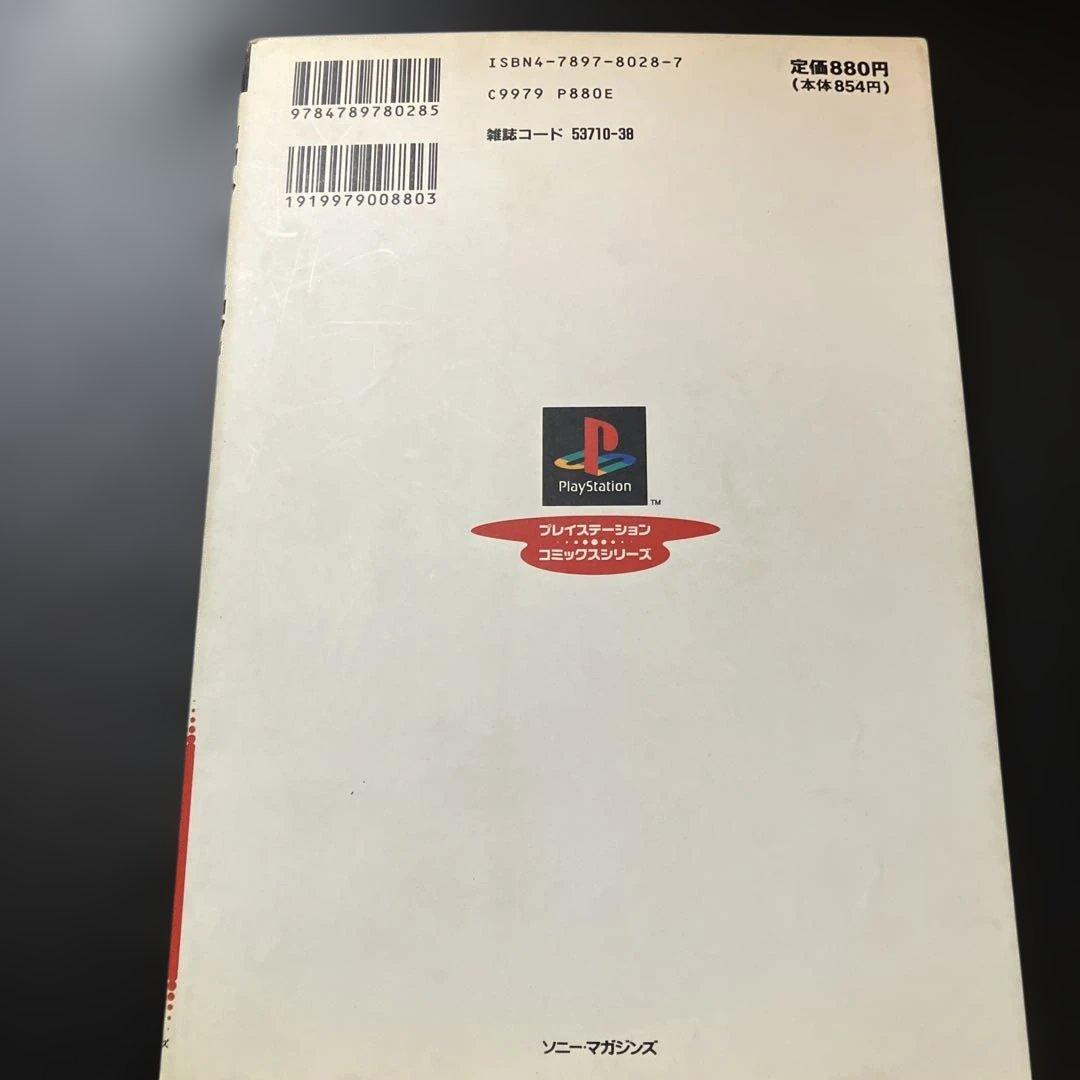 ISBN4-7897-8028-7
C9979 P880E
雑誌コード 53710-38
定価880円
(本体854円)
9784789780285
1919979008803
PlayStation
TM
プレイステーション
コミックスシリーズ
ソニー・マガジンズ
ズ